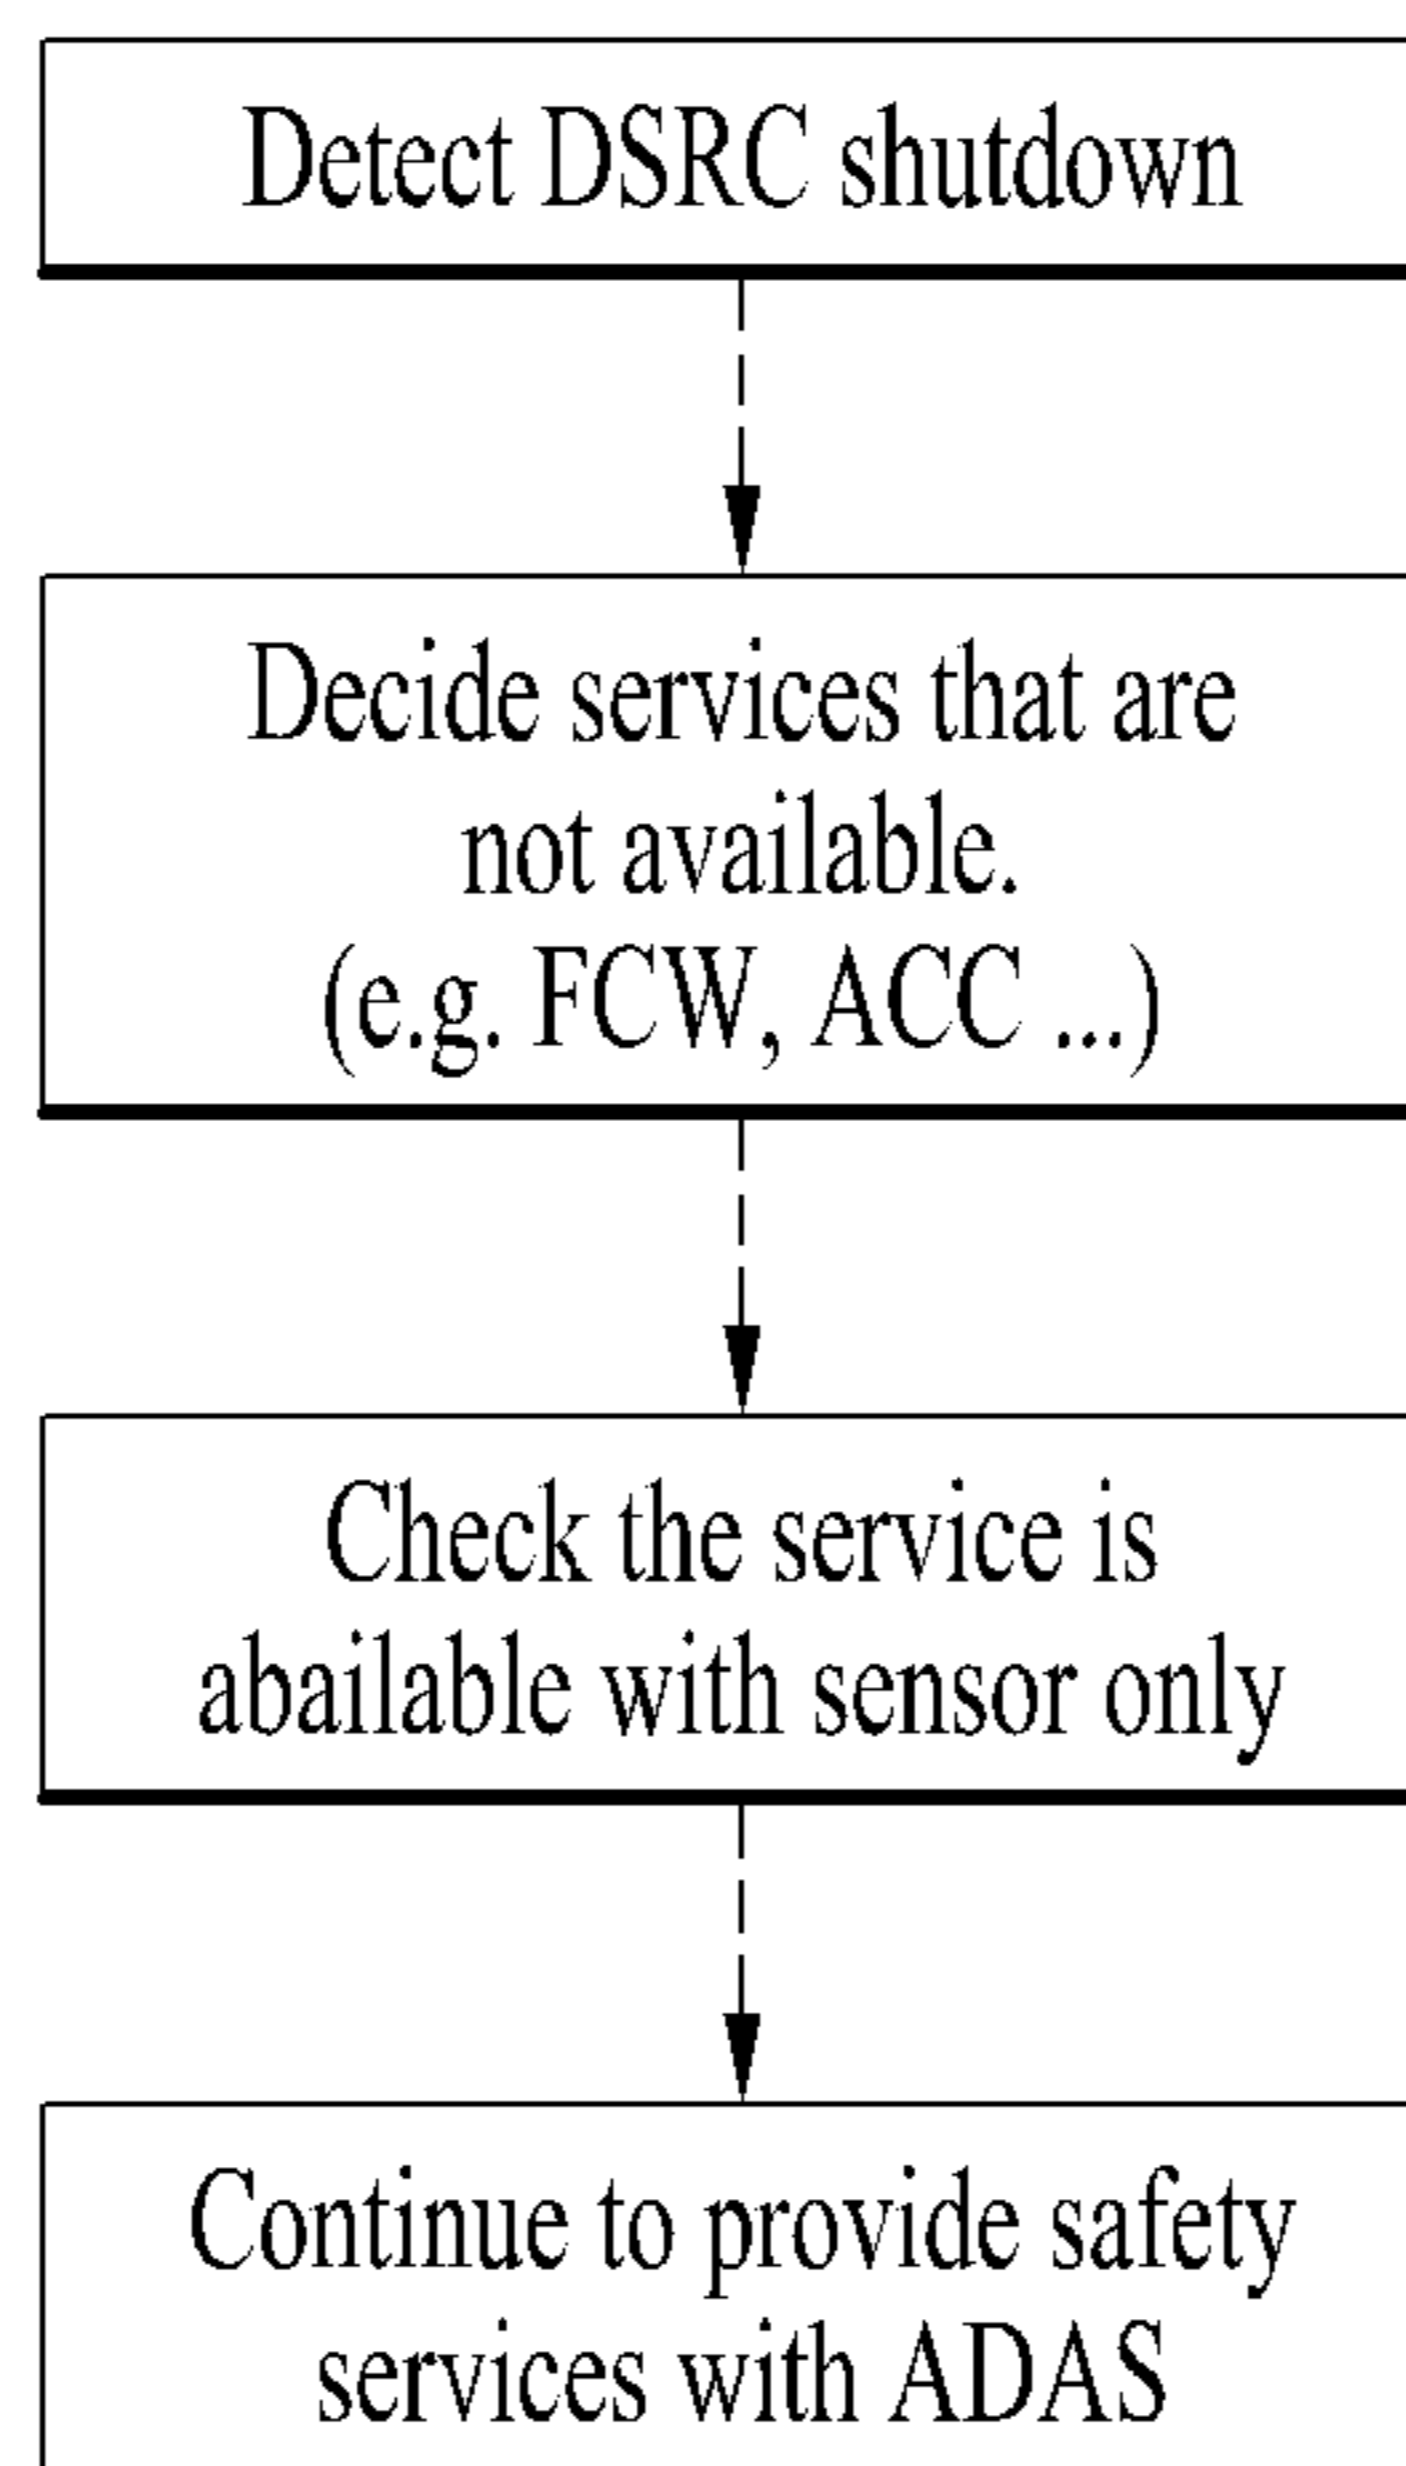 Detect DSRC shutdown
Decide services that are
not available.
(e.g. FCW, ACC ...)
Check the service is
abailable with sensor only
Continue to provide safety
services with ADAS